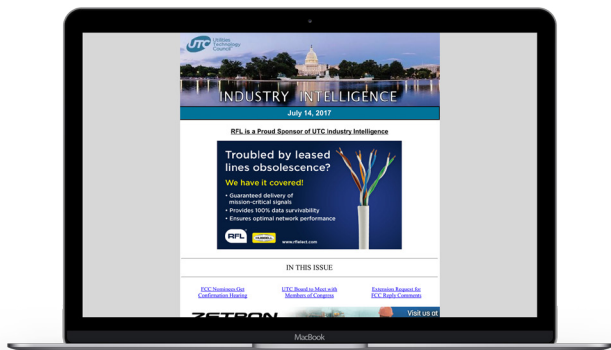 UTC
Utilities
Technology
Council
INDUSTRY INTELLIGENCE
July 14, 2017
RFL is a Proud Sponsor of UTC Industry Intelligence
Troubled by leased
lines obsolescence?
We have it covered!
• Guaranteed delivery of
mission-critical signals
• Provides 100% data survivability
• Ensures optimal network performance
RFL
HUBBELL
www.rflelect.com
IN THIS ISSUE
FCC Nominees Get
Confirmation Hearing
UTC Board to Meet with
Members of Congress
Extension Request for
FCC Reply Comments
ZETRON
Visit us at
MacBook